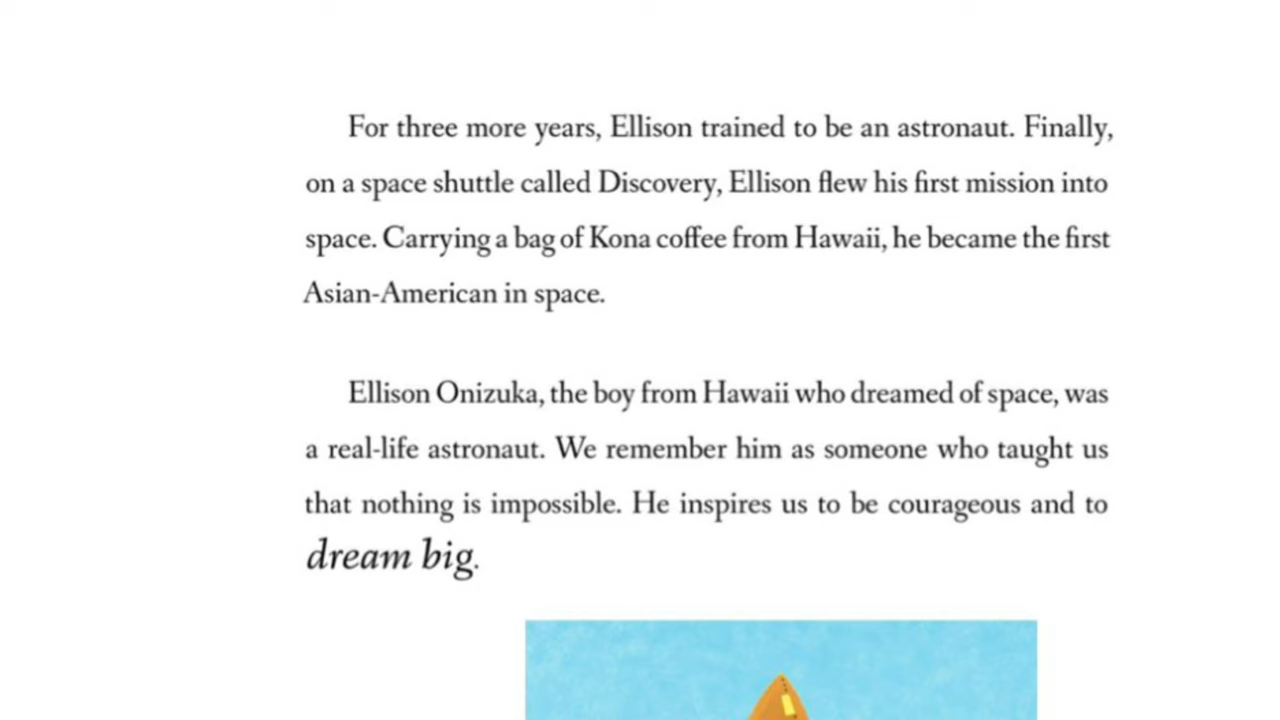 For three more years, Ellison trained to be an astronaut. Finally,
on a space shuttle called Discovery, Ellison flew his first mission into
space. Carrying a bag of Kona coffee from Hawaii, he became the first
Asian-American in space.
Ellison Onizuka, the boy from Hawaii who dreamed of space, was
a real-life astronaut. We remember him as someone who taught us
that nothing is impossible. He inspires us to be courageous and to
dream big.